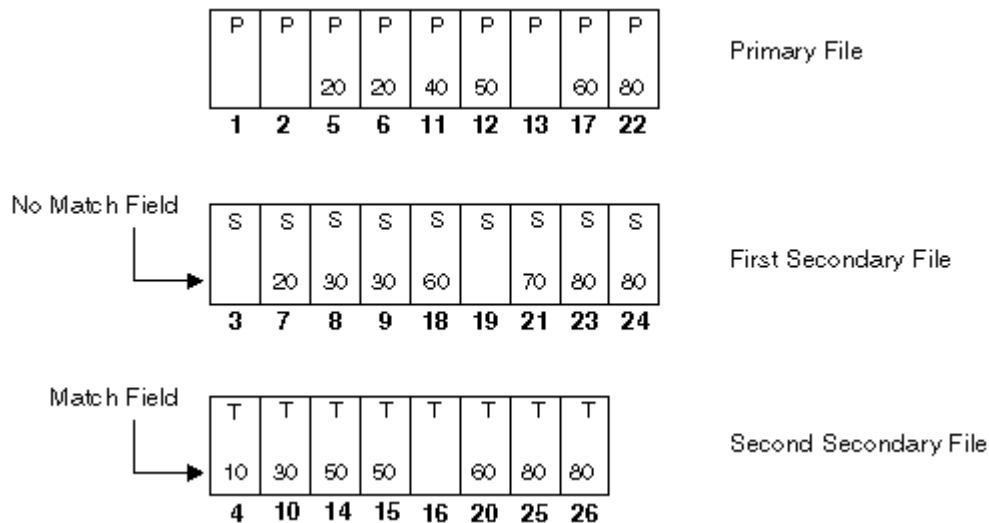 P P P P P P P P P
Primary File
20 20 40 50 60 80
1 2 5 6 11 12 13 17 22
No Match Field
S S S S S S S S S
First Secondary File
20 30 30 60 70 80 80
3 7 8 9 18 19 21 23 24
Match Field
T T T T T T T T
Second Secondary File
10 30 50 50 60 80 80
4 10 14 15 16 20 25 26